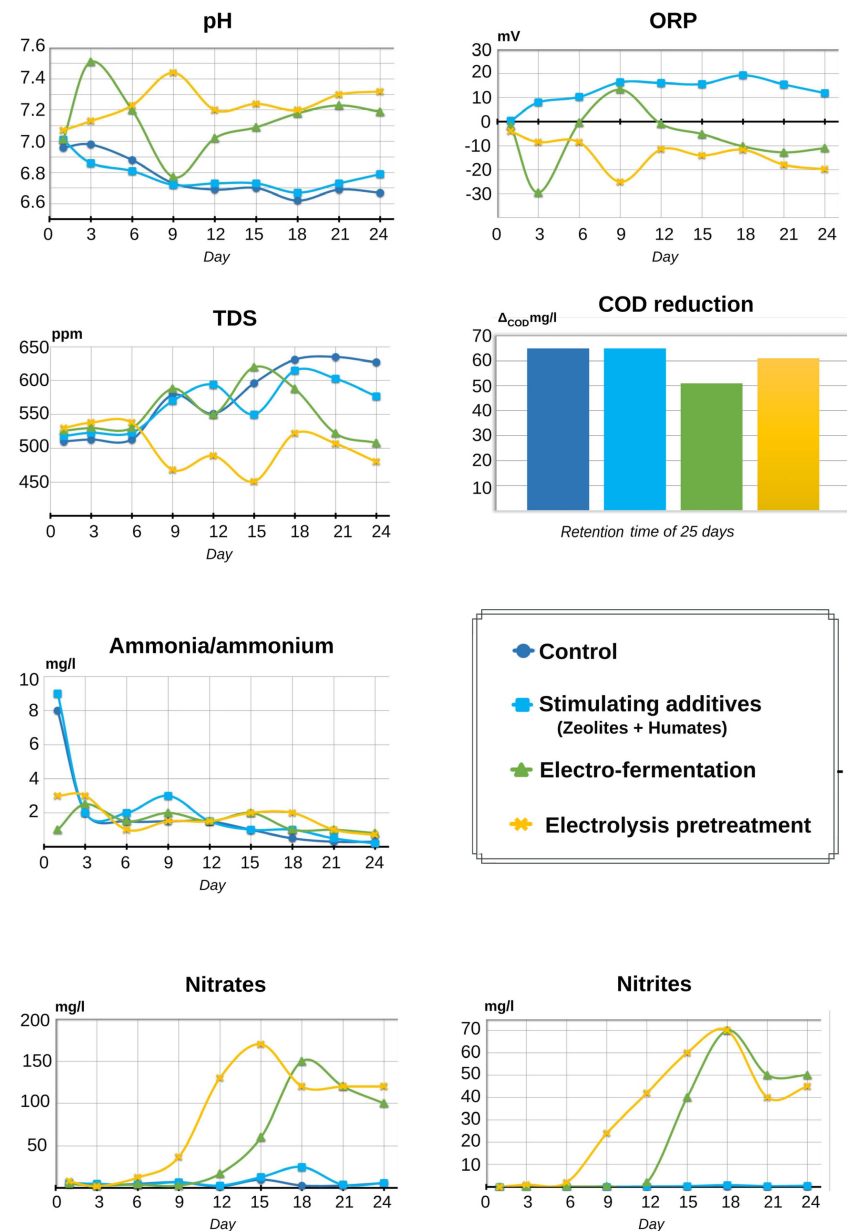 pH
7.6
7.4
7.2
7.0
6.8
6.6
0 3 6 9 12 15 18 21 24
Day
ORP
mV
30
20
10
0
-10
-20
-30
0 3 6 9 12 15 18 21 24
Day
TDS
ppm
650
600
550
500
450
0 3 6 9 12 15 18 21 24
Day
COD reduction
ΔCOD mg/l
70
60
50
40
30
20
10
Retention time of 25 days
Ammonia/ammonium
mg/l
10
8
6
4
2
0 3 6 9 12 15 18 21 24
Day
Control
Stimulating additives
(Zeolites + Humates)
Electro-fermentation
Electrolysis pretreatment
-
Nitrates
mg/l
200
150
100
50
0 3 6 9 12 15 18 21 24
Day
Nitrites
mg/l
70
60
50
40
30
20
10
0 3 6 9 12 15 18 21 24
Day